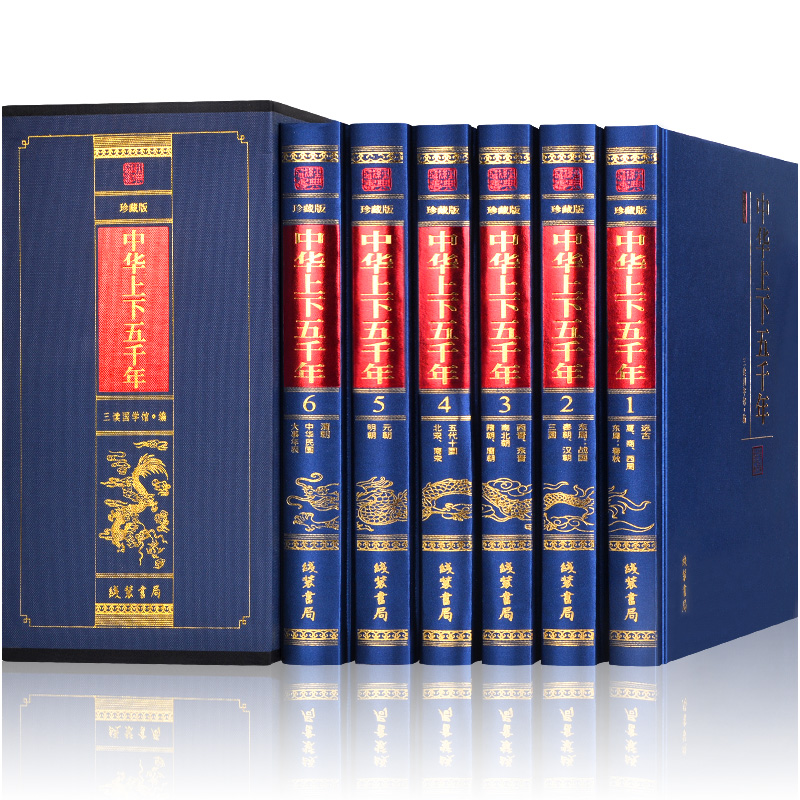 珍藏版
中华上下五千年
三读国学馆·编
线装书局
珍藏版
中华上下五千年
6
清朝
中华民国
大事年表
线装书局
珍藏版
中华上下五千年
5
元朝
明朝
线装书局
珍藏版
中华上下五千年
4
五代十国
北宋、南宋
线装书局
珍藏版
中华上下五千年
3
西晋、东晋
南北朝
隋朝、唐朝
线装书局
珍藏版
中华上下五千年
2
东周：战国
秦朝、汉朝
三国
线装书局
珍藏版
中华上下五千年
1
远古
夏、商、西周
东周：春秋
线装书局
中华上下五千年